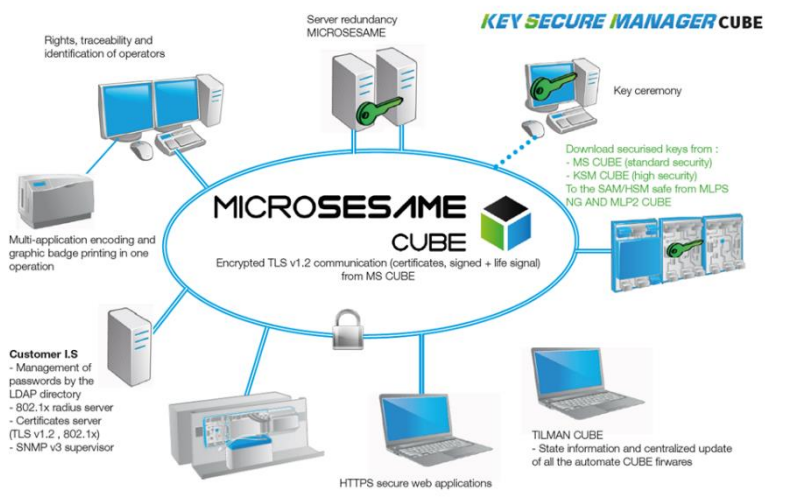 KEY SECURE MANAGER CUBE
Server redundancy
MICROSESAME
Rights, traceability and
identification of operators
Key ceremony
Download securised keys from :
- MS CUBE (standard security)
- KSM CUBE (high security)
To the SAM/HSM safe from MLPS
NG AND MLP2 CUBE
MICROSESAME
CUBE
Encrypted TLS v1.2 communication (certificates, signed + life signal)
from MS CUBE
Multi-application encoding and
graphic badge printing in one
operation
Customer I.S
- Management of
passwords by the
LDAP directory
- 802.1x radius server
- Certificates server
(TLS v1.2 , 802.1x)
- SNMP v3 supervisor
HTTPS secure web applications
TILMAN CUBE
- State information and centralized update
of all the automate CUBE firwares